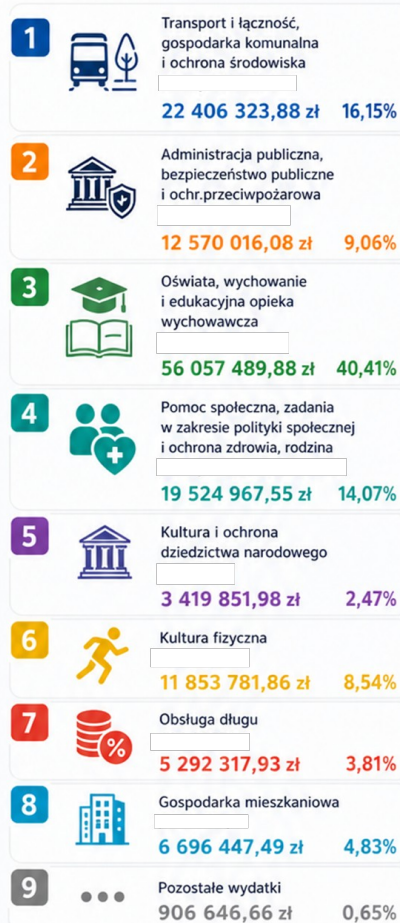 1
Transport i łączność,
gospodarka komunalna
i ochrona środowiska
22 406 323,88 zł 16,15%
2
Administracja publiczna,
bezpieczeństwo publiczne
i ochr.przeciwpożarowa
12 570 016,08 zł 9,06%
3
Oświata, wychowanie
i edukacyjna opieka
wychowawcza
56 057 489,88 zł 40,41%
4
Pomoc społeczna, zadania
w zakresie polityki społecznej
i ochrona zdrowia, rodzina
19 524 967,55 zł 14,07%
5
Kultura i ochrona
dziedzictwa narodowego
3 419 851,98 zł 2,47%
6
Kultura fizyczna
11 853 781,86 zł 8,54%
7
Obsługa długu
%
5 292 317,93 zł 3,81%
8
Gospodarka mieszkaniowa
6 696 447,49 zł 4,83%
9
Pozostałe wydatki
906 646,66 zł 0,65%